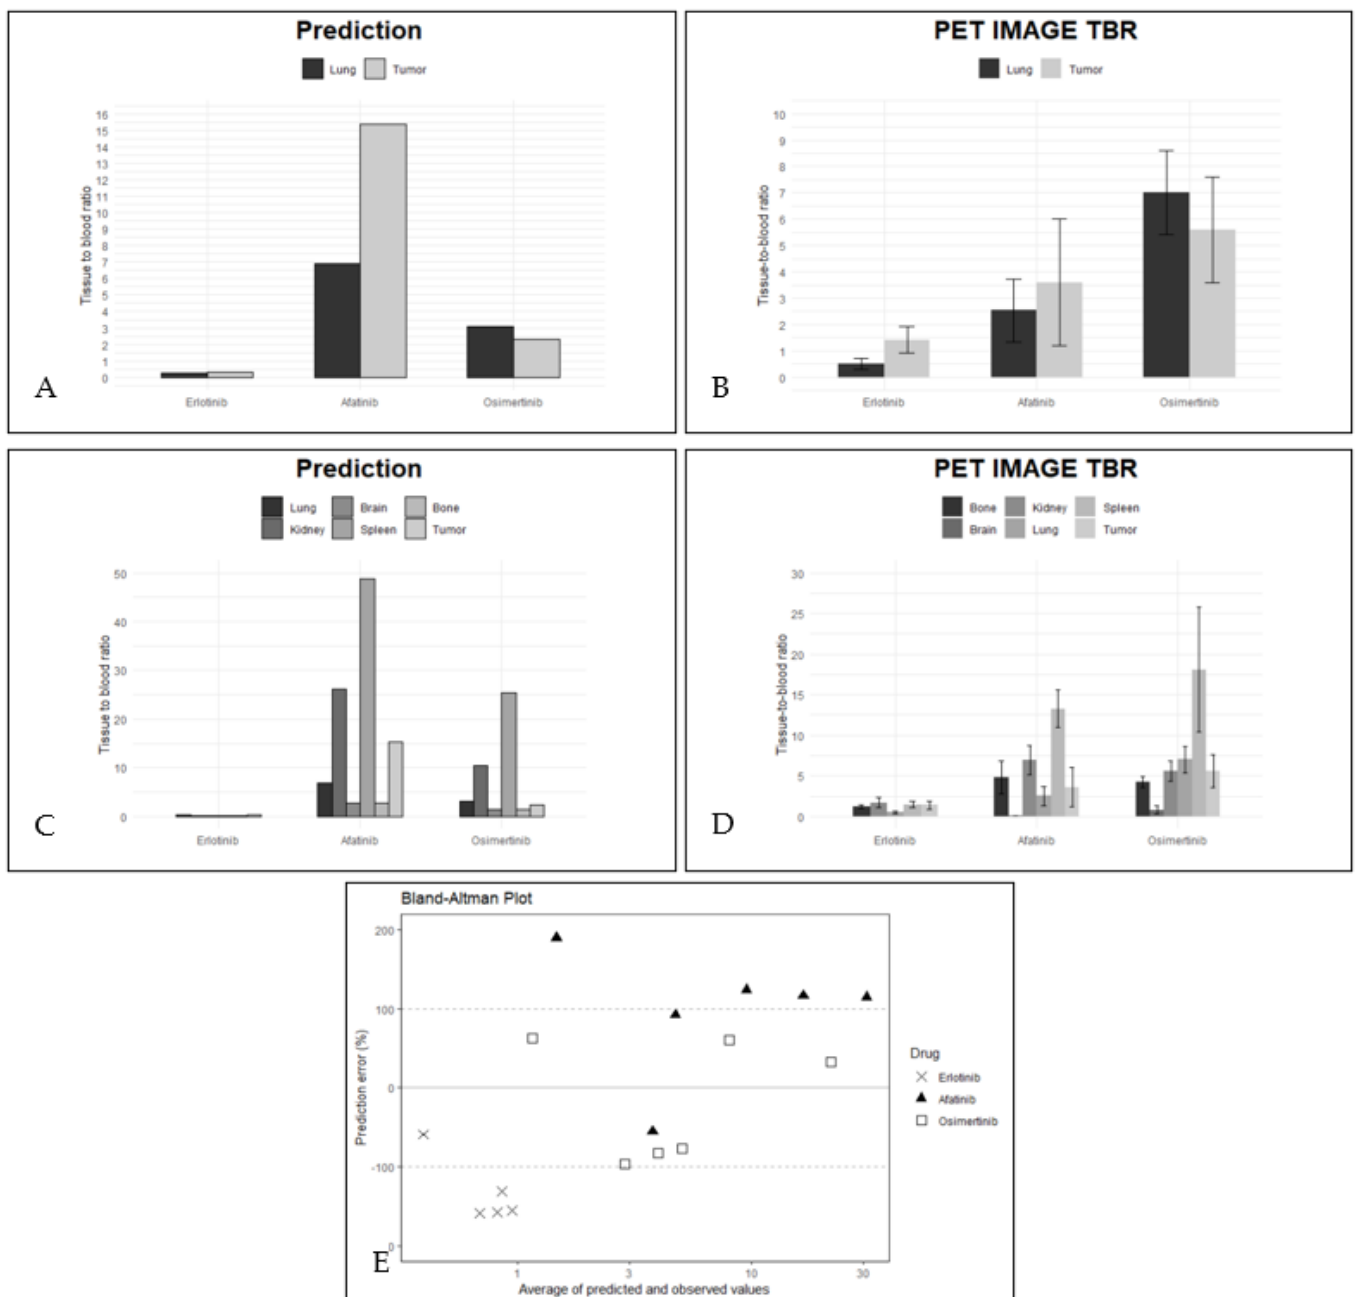 Prediction
Lung Tumor
Tissue to blood ratio
16
15
14
13
12
11
10
9
8
7
6
5
4
3
2
1
0
Erlotinib Afatinib Osimertinib
A
PET IMAGE TBR
Lung Tumor
Tissue-to-blood ratio
10
9
8
7
6
5
4
3
2
1
0
Erlotinib Afatinib Osimertinib
B
Prediction
Lung Brain Bone
Kidney Spleen Tumor
Tissue to blood ratio
50
40
30
20
10
0
Erlotinib Afatinib Osimertinib
C
PET IMAGE TBR
Bone Kidney Spleen
Brain Lung Tumor
Tissue-to-blood ratio
30
25
20
15
10
5
0
Erlotinib Afatinib Osimertinib
D
Bland-Altman Plot
Prediction error (%)
200
100
0
-100
0
1 3 10 30
Average of predicted and observed values
Drug
Erlotinib
Afatinib
Osimertinib
E